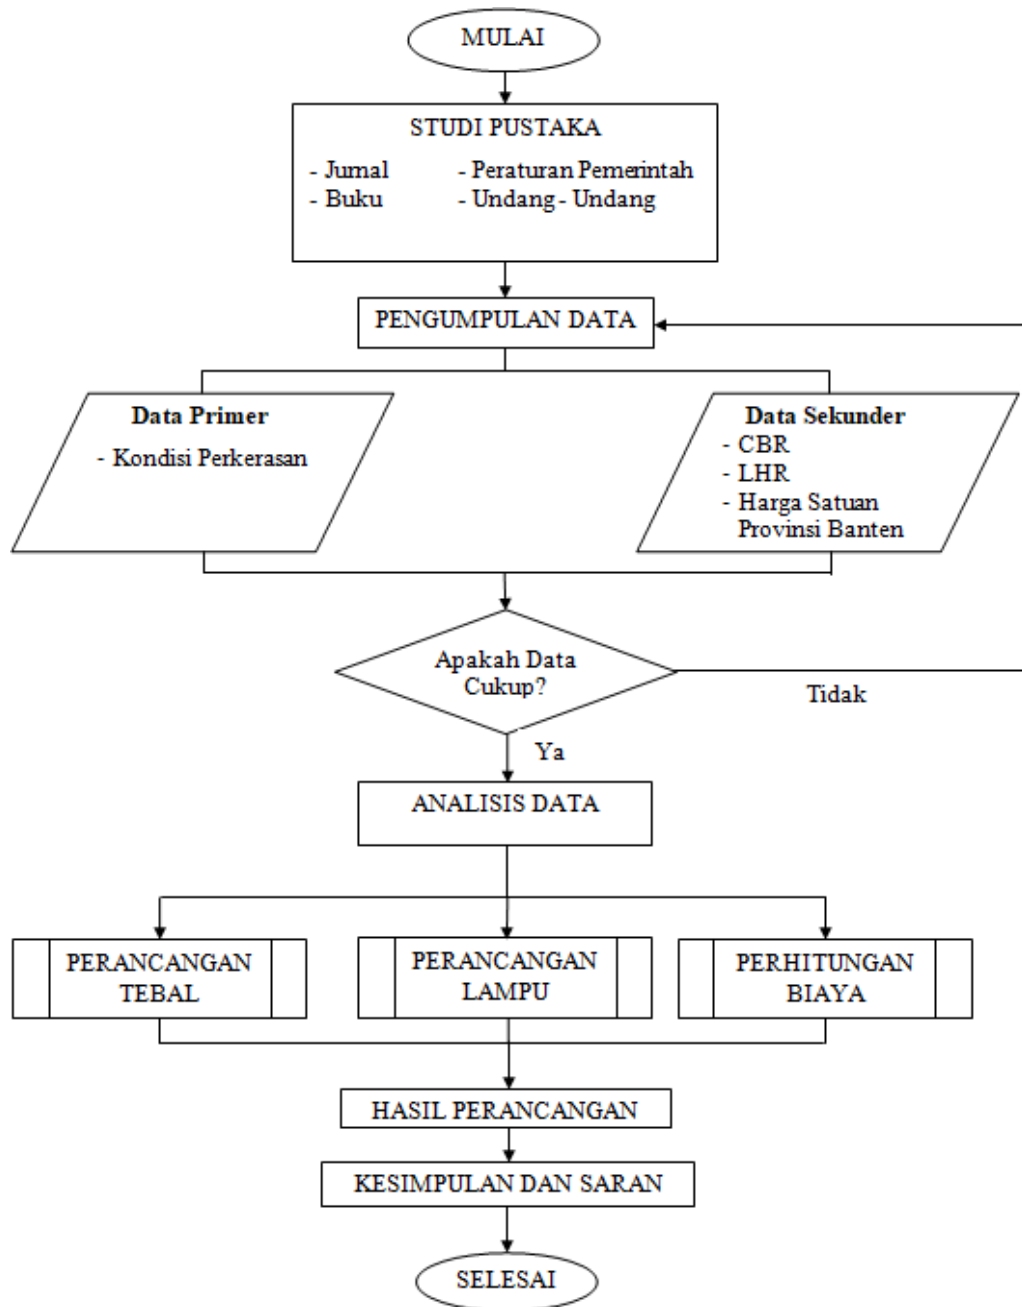 MULAI
STUDI PUSTAKA
- Jurnal - Peraturan Pemerintah
- Buku - Undang - Undang
PENGUMPULAN DATA
Data Primer
- Kondisi Perkerasan
Data Sekunder
- CBR
- LHR
- Harga Satuan
Provinsi Banten
Apakah Data
Cukup?
Tidak
Ya
ANALISIS DATA
PERANCANGAN
TEBAL
PERANCANGAN
LAMPU
PERHITUNGAN
BIAYA
HASIL PERANCANGAN
KESIMPULAN DAN SARAN
SELESAI